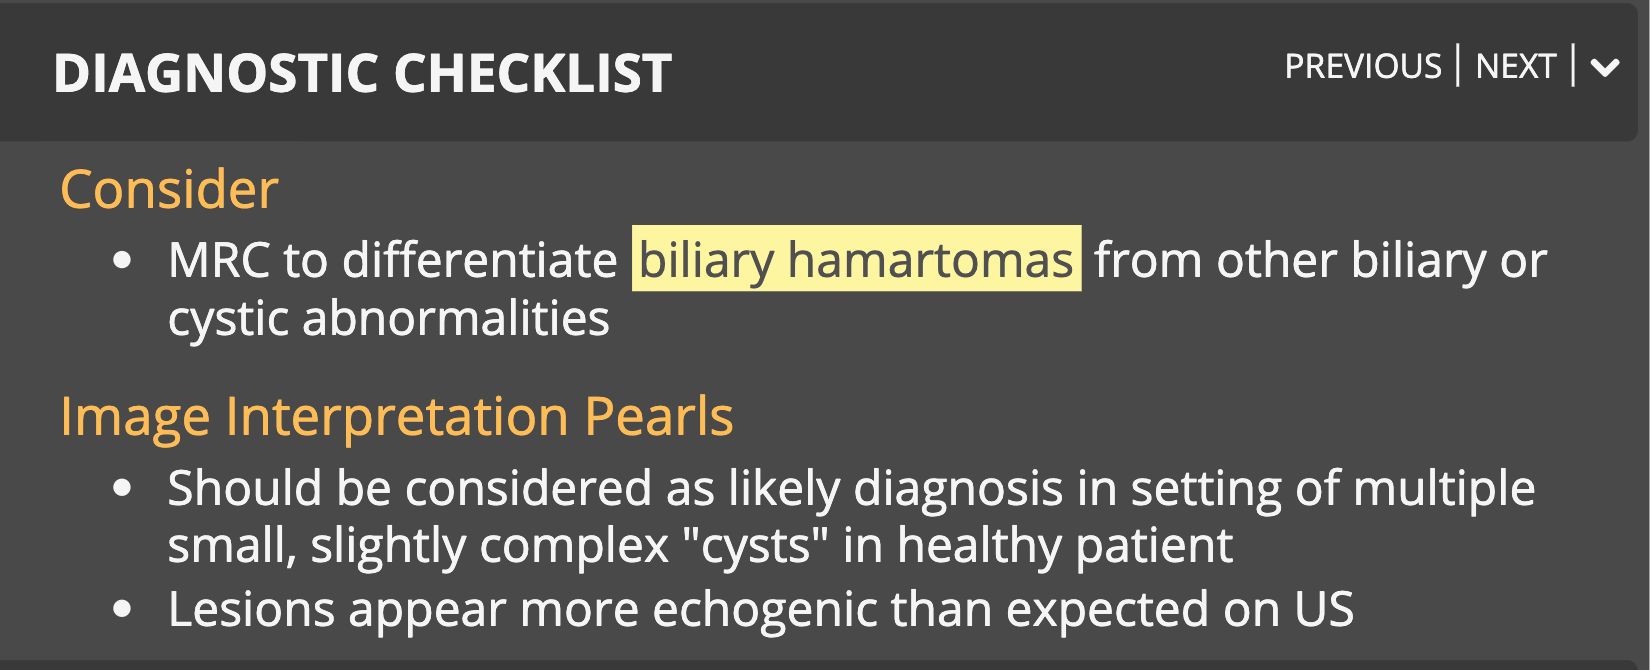 DIAGNOSTIC CHECKLIST
PREVIOUS | NEXT |
Consider
• MRC to differentiate biliary hamartomas from other biliary or
cystic abnormalities
Image Interpretation Pearls
• Should be considered as likely diagnosis in setting of multiple
small, slightly complex "cysts" in healthy patient
• Lesions appear more echogenic than expected on US